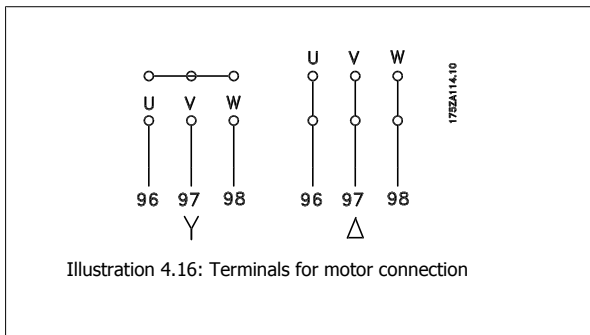 U V W
U V W
96 97 98
96 97 98
Y
Δ
175ZA114.10
Illustration 4.16: Terminals for motor connection